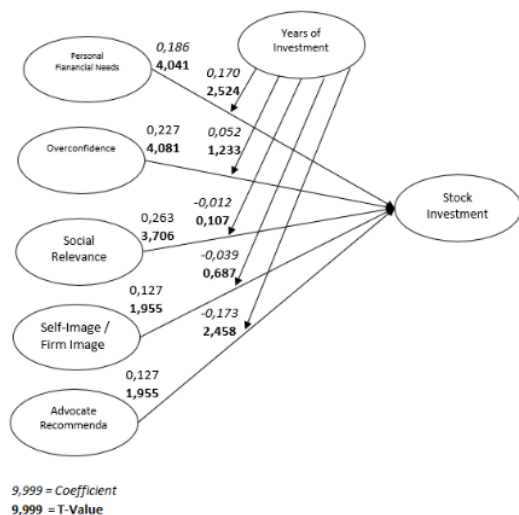 Personal
Fianancial Needs
0,186
4,041
Years of
Investment
0,170
2,524
Overconfidence
0,227
4,081
0,052
1,233
Stock
Investment
Social
Relevance
0,263
3,706
-0,012
0,107
Self-Image /
Firm Image
0,127
1,955
-0,039
0,687
Advocate
Recommenda
0,127
1,955
-0,173
2,458
9,999 = Coefficient
9,999 = T-Value